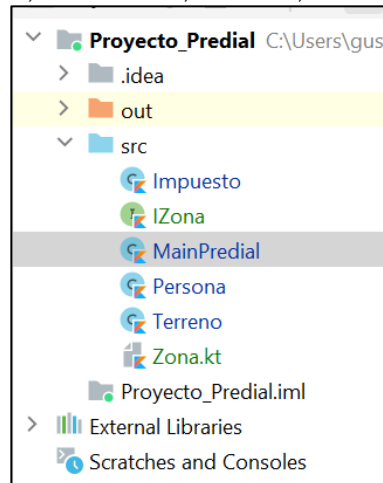 Proyecto_Predial C:\Users\gus
.idea
out
src
Impuesto
IZona
MainPredial
Persona
Terreno
Zona.kt
Proyecto_Predial.iml
External Libraries
Scratches and Consoles